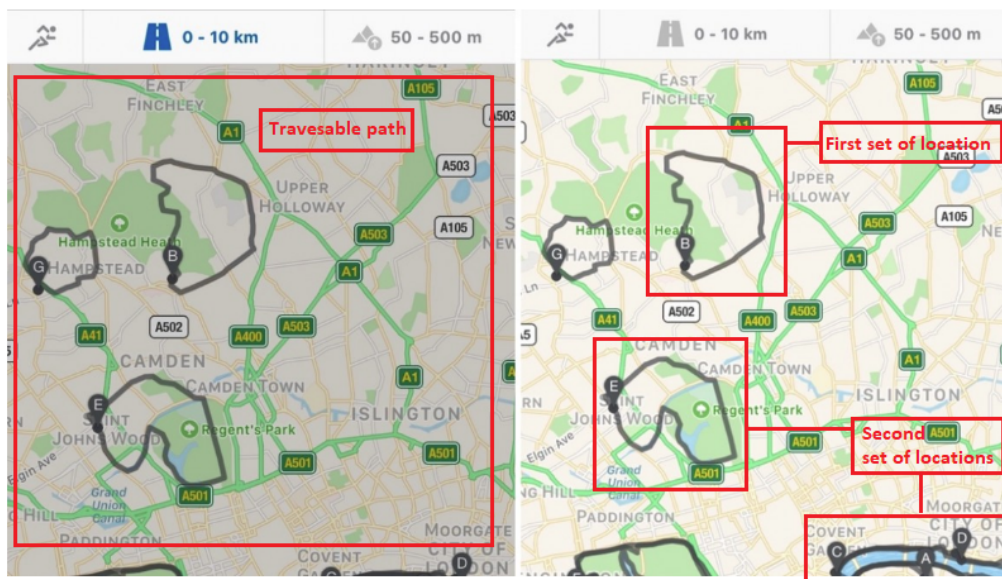 0 - 10 km
50 - 500 m
HARINGEY
EAST
FINCHLEY
A105
Travesable path
A1
A503
A503
UPPER
HOLLOWAY
Hampstead Heath
A503
A105
G
HAMPSTEAD
B
A1
A41
A502
A400
A503
CAMDEN
CAMDEN TOWN
A1
E
SAINT
JOHNS WOOD
Regent's Park
ISLINGTON
Elgin Ave
A501
A501
A501
Grand
Union
Canal
PADDINGTON
MOORGATE
COVENT
CITY OF
LONDON
D
0 - 10 km
50 - 500 m
EAST
FINCHLEY
A105
A1
First set of location
A503
UPPER
HOLLOWAY
A503
A105
Hampstead Heath
G
HAMPSTEAD
B
A1
Ln
A41
A502
A400
A503
CAMDEN
CAMDEN TOWN
A1
E
SAINT
JOHNS WOOD
Regent's Park
ISLINGTON
Elgin Ave
A501
Second
set of locations
A501
A501
Grand
Union
Canal
PADDINGTON
MOORGATE
COVENT
CITY OF
LONDON
C
A
D